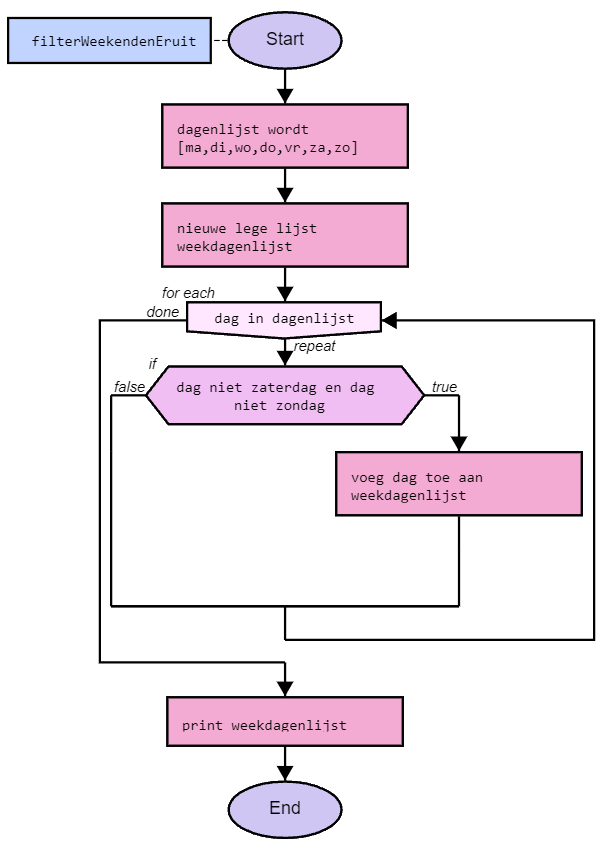 filterWeekendenEruit
Start
dagenlijst wordt
[ma,di,wo,do,vr,za,zo]
nieuwe lege lijst
weekdagenlijst
for each
done
dag in dagenlijst
repeat
if
false
dag niet zaterdag en dag
niet zondag
true
voeg dag toe aan
weekdagenlijst
print weekdagenlijst
End